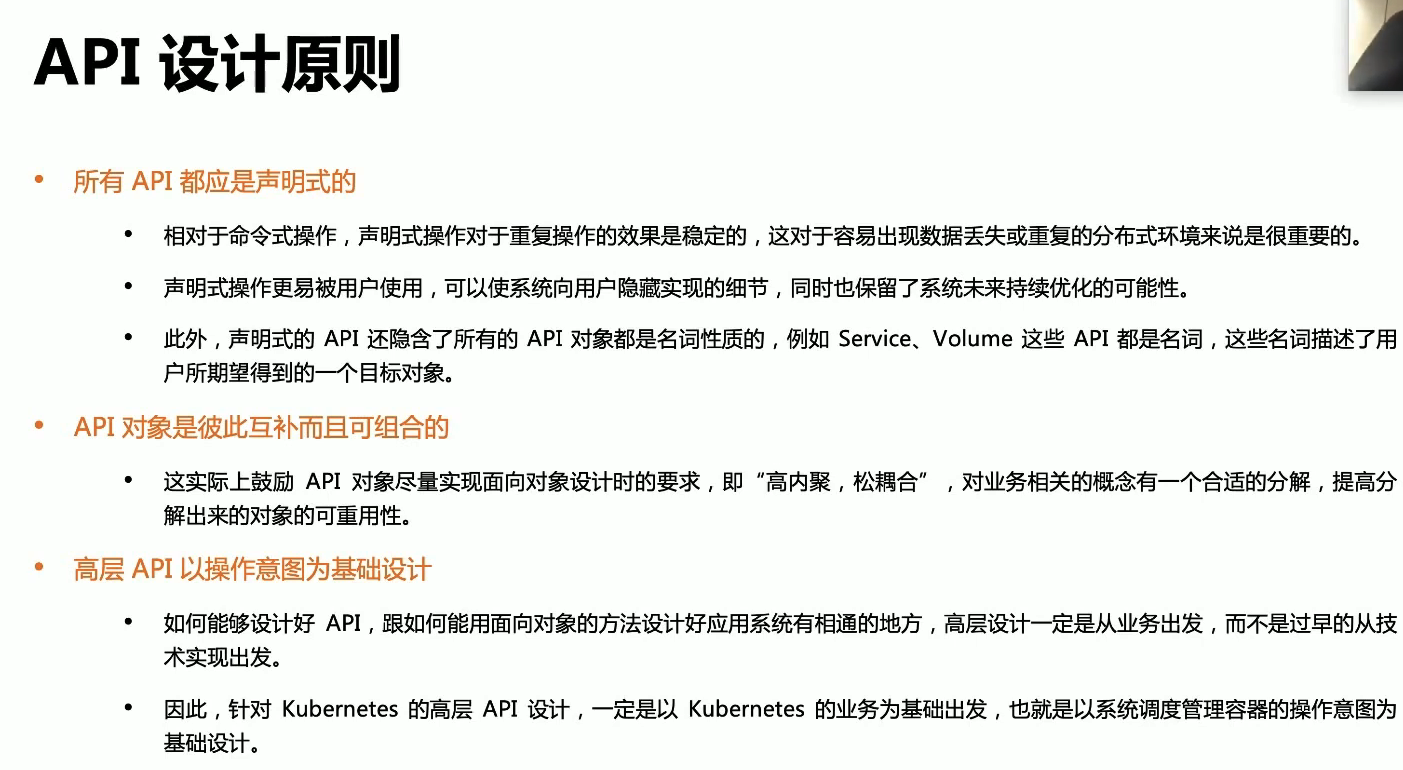 API 设计原则
• 所有 API 都应是声明式的
• 相对于命令式操作，声明式操作对于重复操作的效果是稳定的，这对于容易出现数据丢失或重复的分布式环境来说是很重要的。
• 声明式操作更易被用户使用，可以使系统向用户隐藏实现的细节，同时也保留了系统未来持续优化的可能性。
• 此外，声明式的 API 还隐含了所有的 API 对象都是名词性质的，例如 Service、Volume 这些 API 都是名词，这些名词描述了用
户所期望得到的一个目标对象。
• API 对象是彼此互补而且可组合的
• 这实际上鼓励 API 对象尽量实现面向对象设计时的要求，即“高内聚，松耦合”，对业务相关的概念有一个合适的分解，提高分
解出来的对象的可重用性。
• 高层 API 以操作意图为基础设计
• 如何能够设计好 API，跟如何能用面向对象的方法设计好应用系统有相通的地方，高层设计一定是从业务出发，而不是过早的从技
术实现出发。
• 因此，针对 Kubernetes 的高层 API 设计，一定是以 Kubernetes 的业务为基础出发，也就是以系统调度管理容器的操作意图为
基础设计。